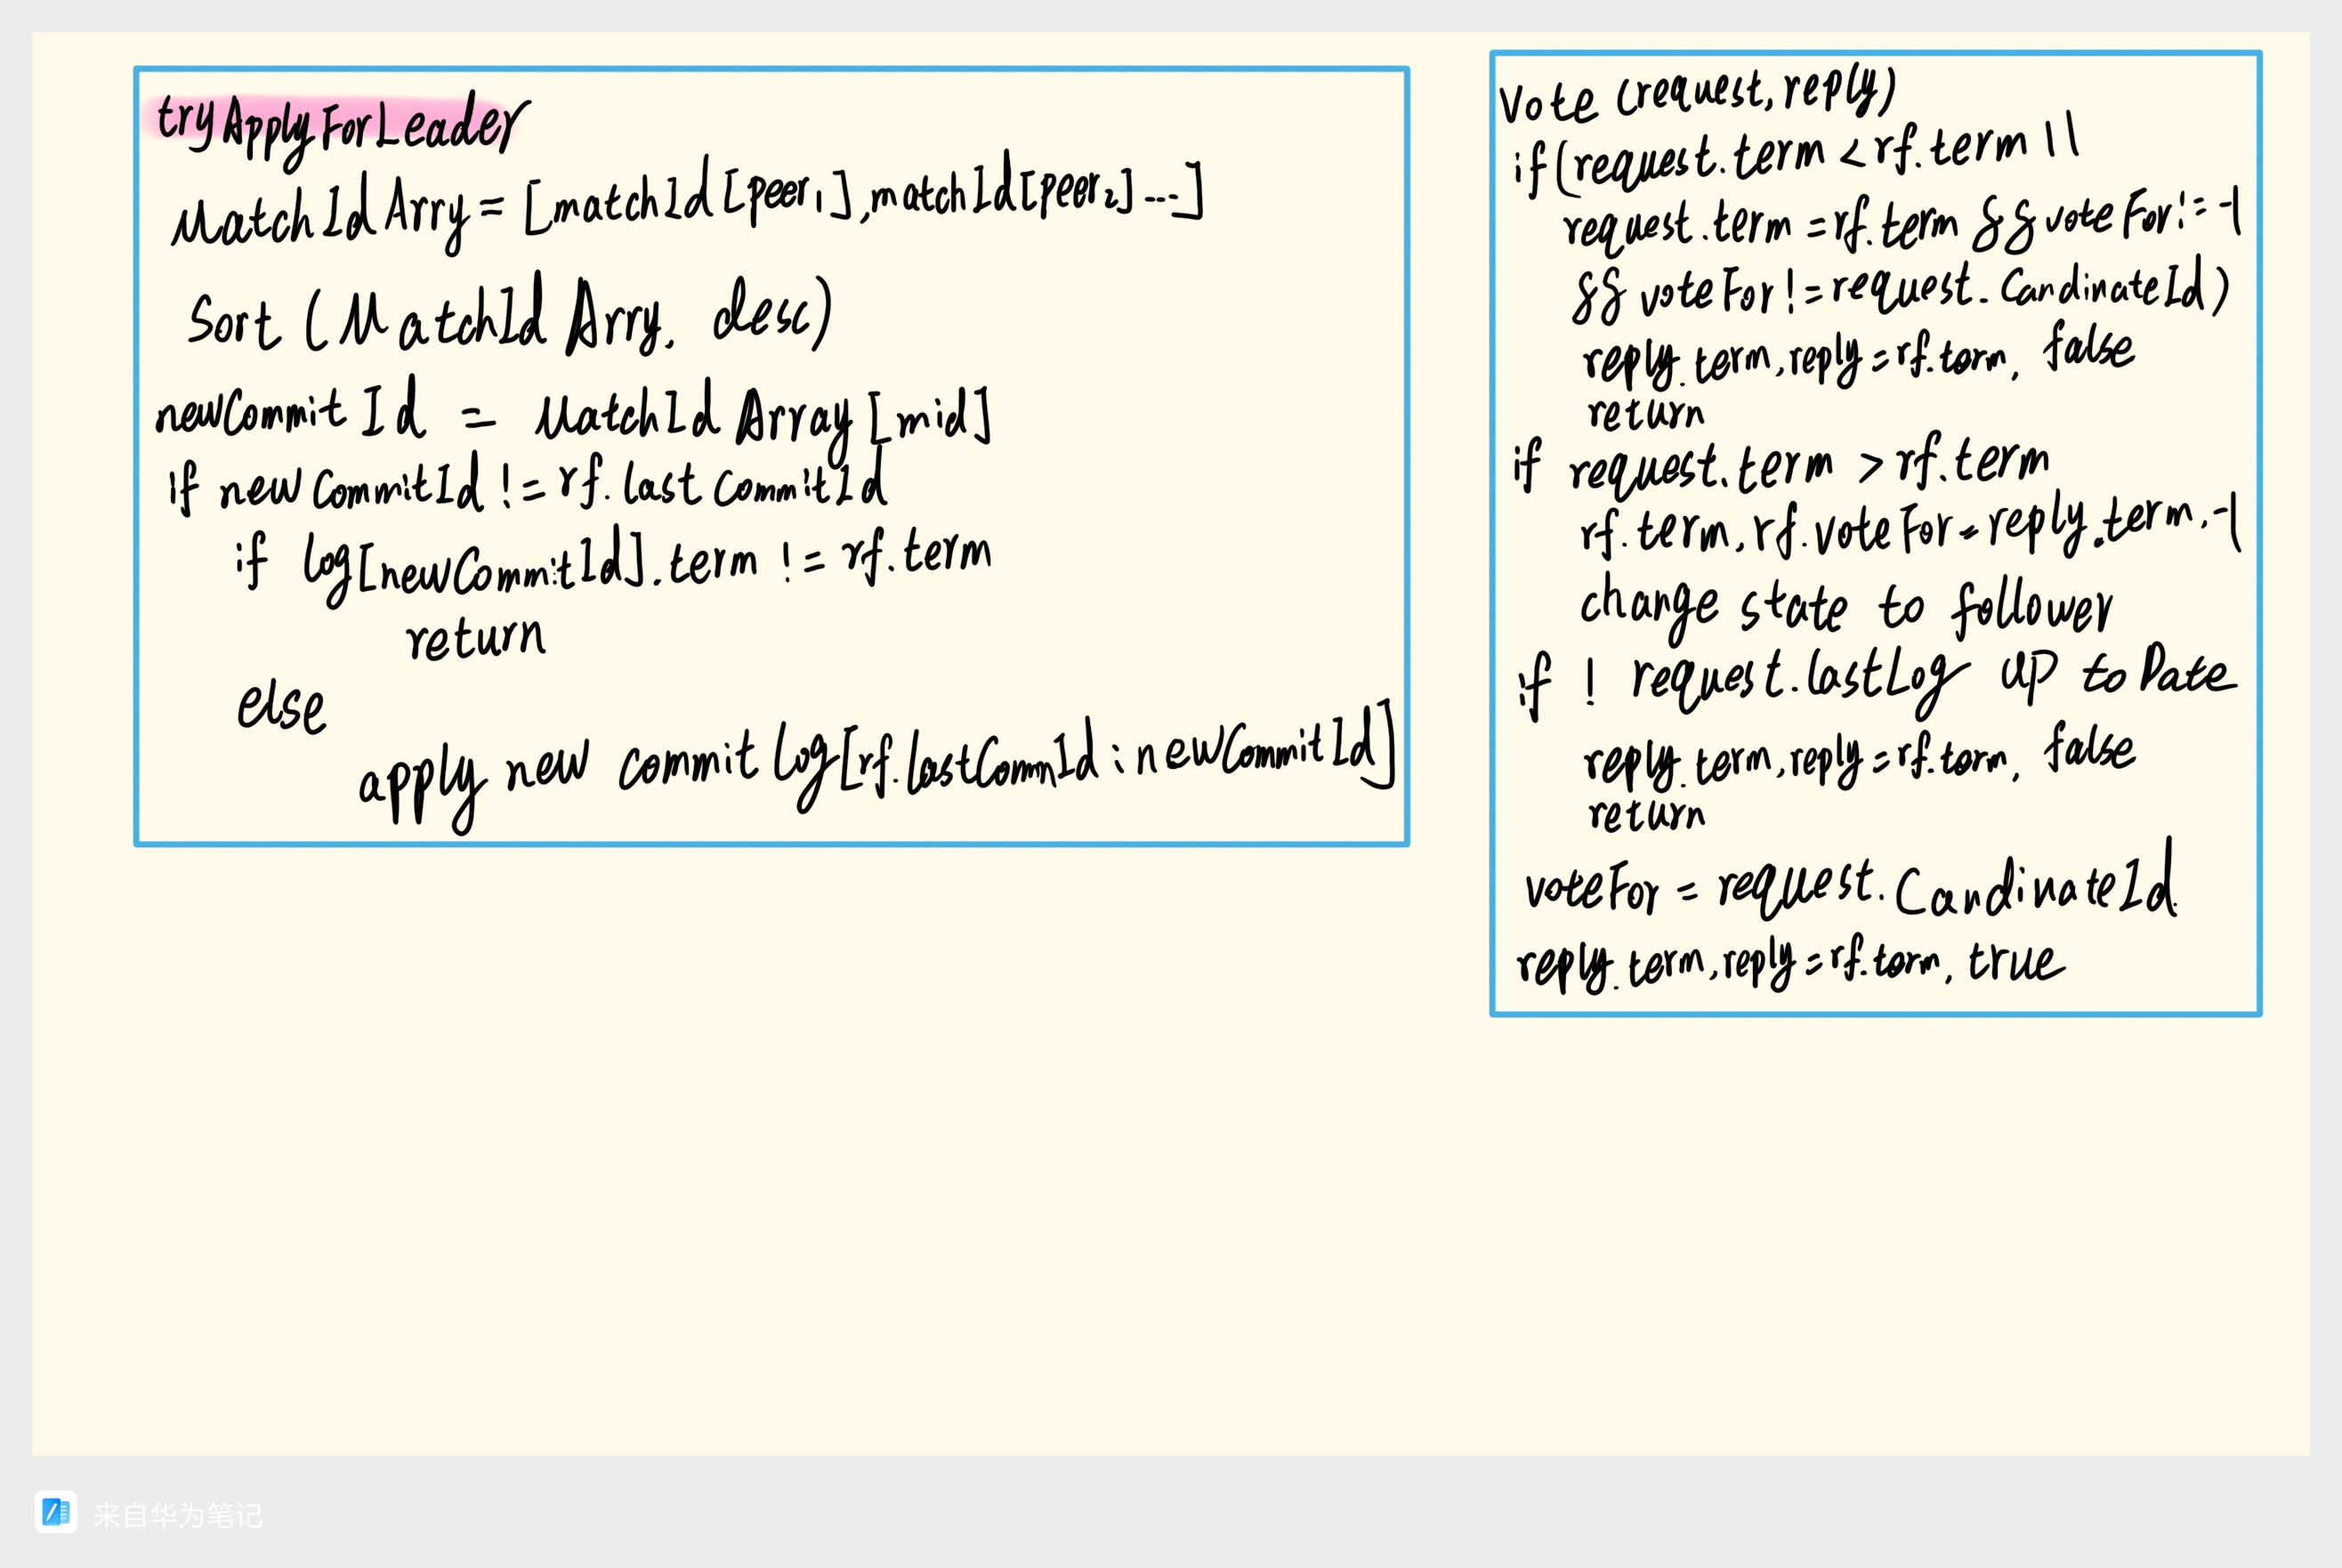 tryApplyForLeader
MatchIdArry = [matchId[peer1], matchId[peer2] ---]
Sort (MatchIdArry, desc)
newCommitId = MatchIdArray[mid]
if newCommitId != rf.lastCommitId
if log[newCommitId].term != rf.term
return
else
apply new commit log[rf.lastCommId : newCommitId]
Vote (request, reply)
if (request.term < rf.term ||
request.term = rf.term && voteFor != -1
&& voteFor != request.CandinateId)
reply.term, reply = rf.term, false
return
if request.term > rf.term
rf.term, rf.voteFor = reply.term, -1
change state to follower
if ! request.lastLog up to Date
reply.term, reply = rf.term, false
return
voteFor = request.CandinateId
reply.term, reply = rf.term, true
来自华为笔记